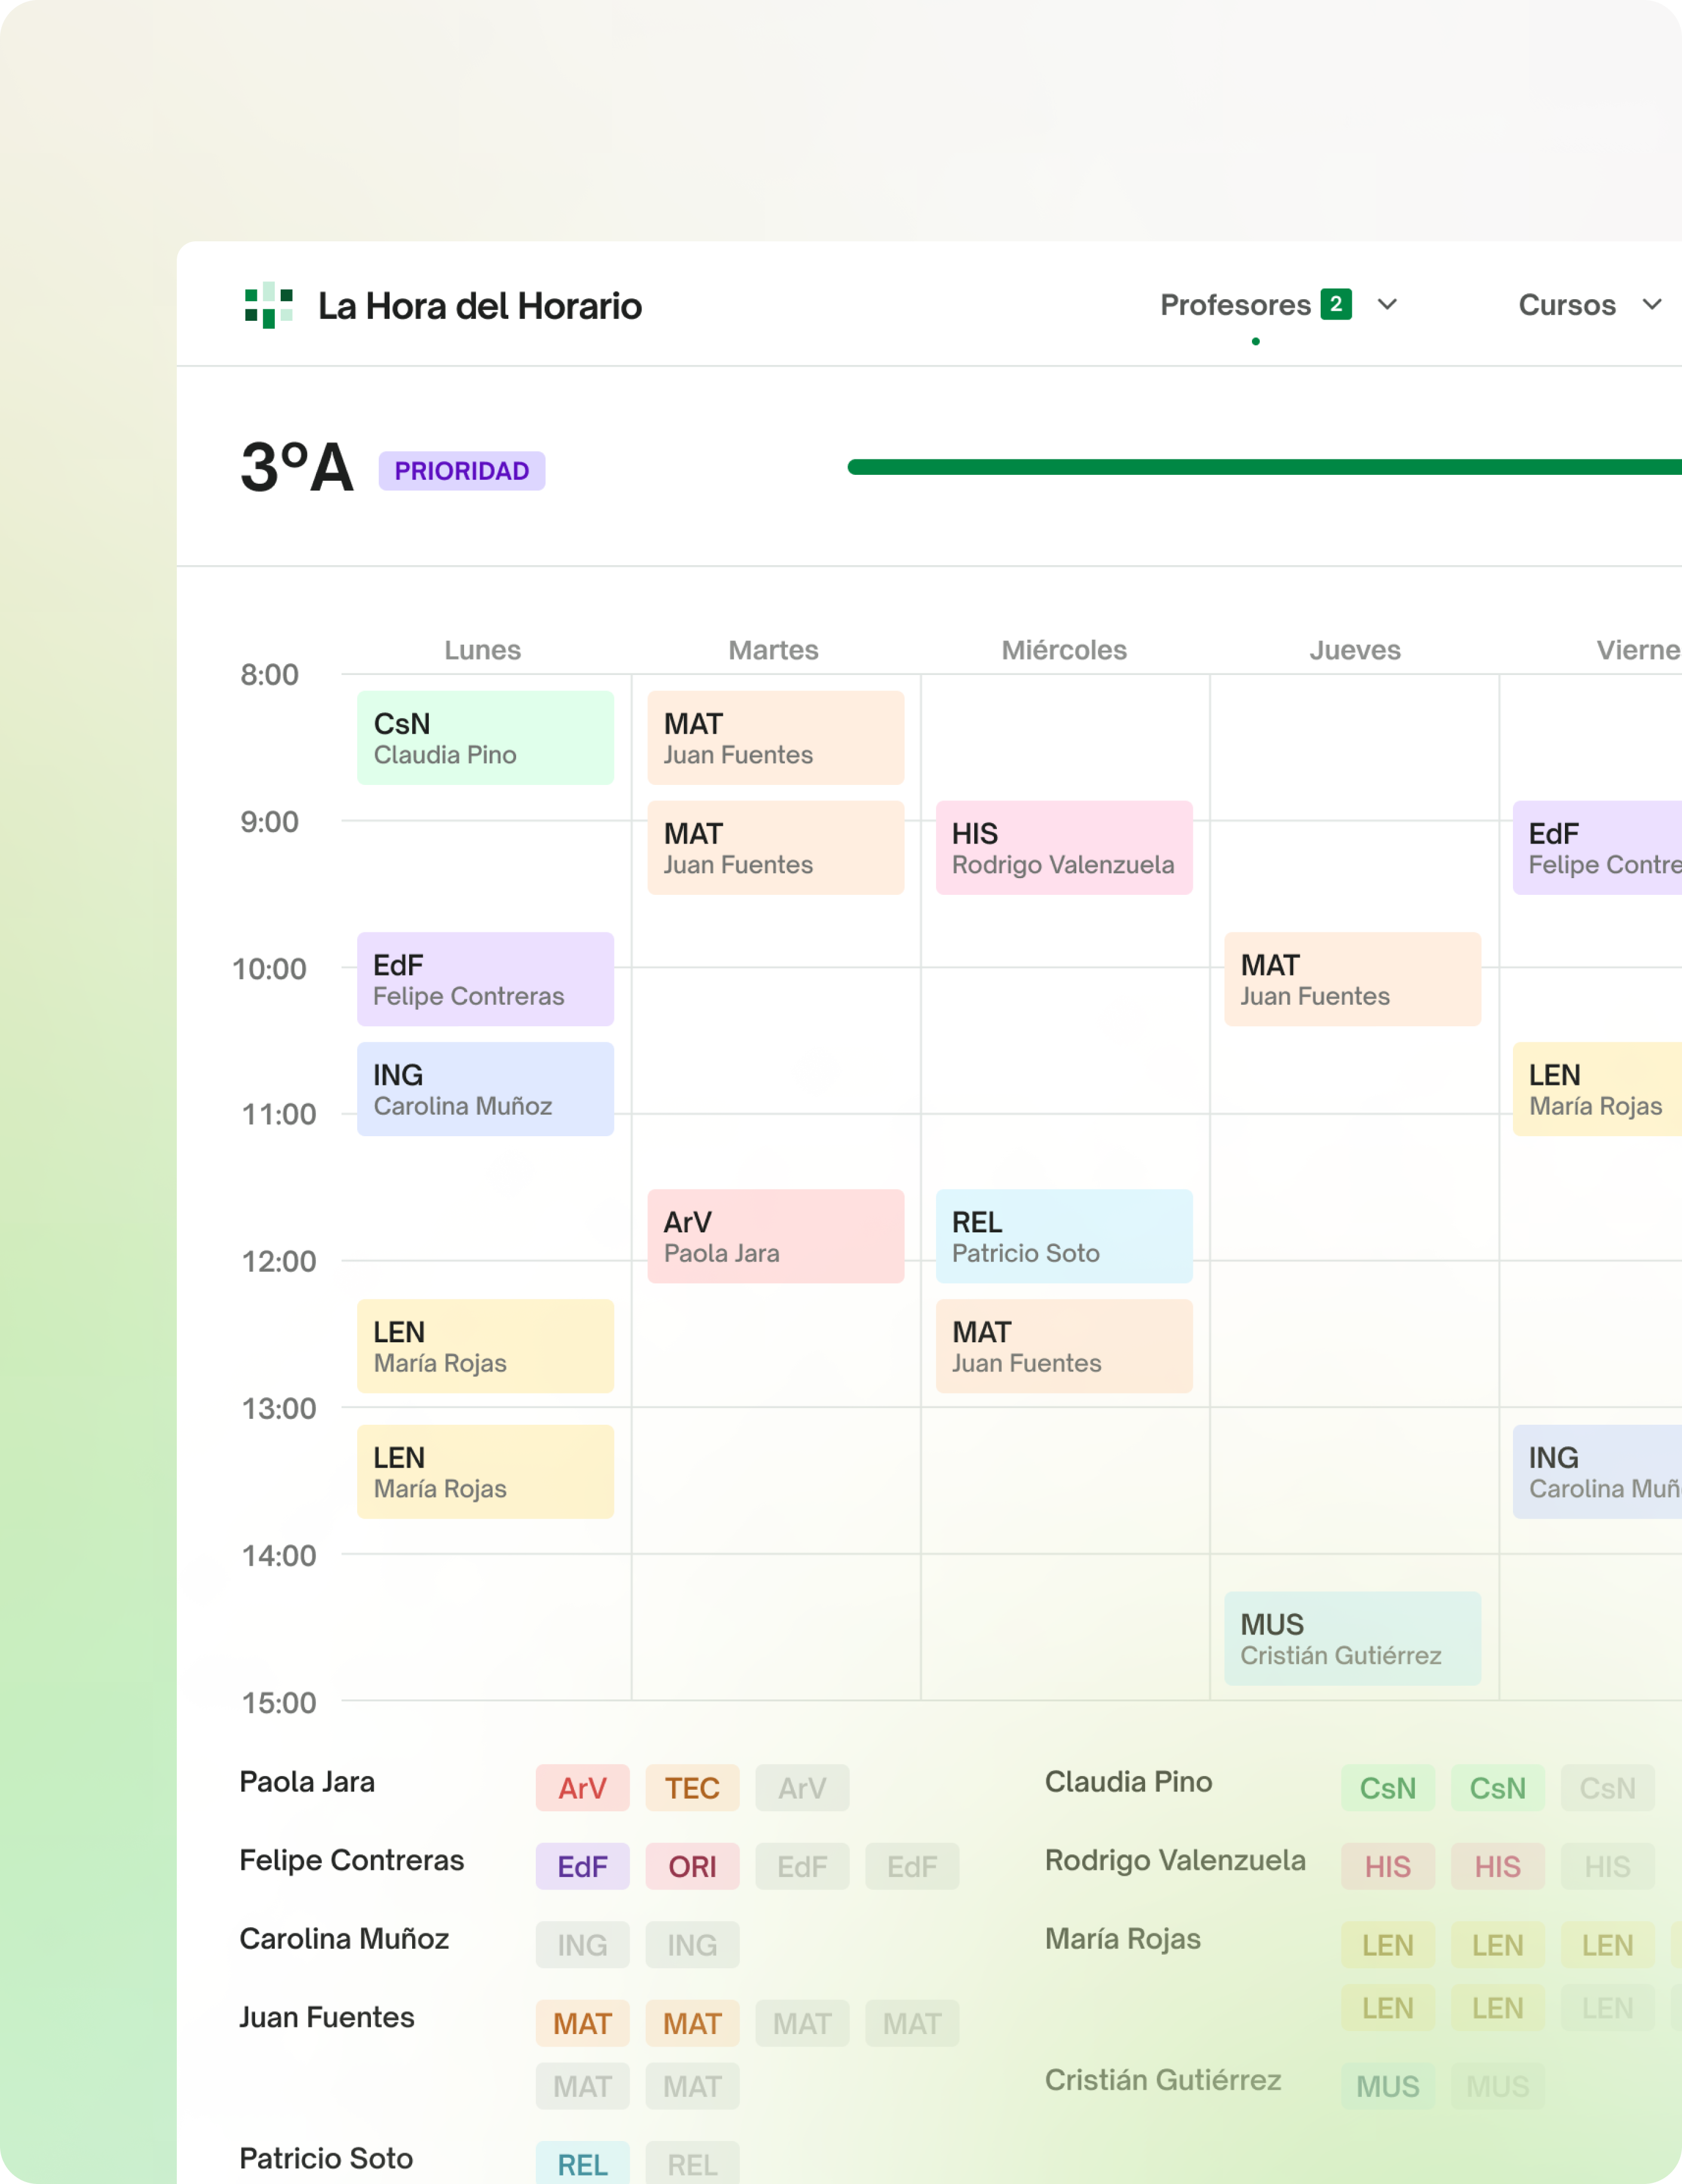 La Hora del Horario
Profesores 2
Cursos
3°A PRIORIDAD
Lunes Martes Miércoles Jueves Vierne
8:00
CsN
Claudia Pino
MAT
Juan Fuentes
9:00
MAT
Juan Fuentes
HIS
Rodrigo Valenzuela
EdF
Felipe Contre
10:00
EdF
Felipe Contreras
MAT
Juan Fuentes
ING
Carolina Muñoz
LEN
María Rojas
11:00
ArV
Paola Jara
REL
Patricio Soto
12:00
LEN
María Rojas
MAT
Juan Fuentes
13:00
LEN
María Rojas
ING
Carolina Muñ
14:00
MUS
Cristián Gutiérrez
15:00
Paola Jara ArV TEC ArV
Felipe Contreras EdF ORI EdF EdF
Carolina Muñoz ING ING
Juan Fuentes MAT MAT MAT MAT
MAT MAT
Patricio Soto REL REL
Claudia Pino CsN CsN CsN
Rodrigo Valenzuela HIS HIS HIS
María Rojas LEN LEN LEN
LEN LEN LEN
Cristián Gutiérrez MUS MUS